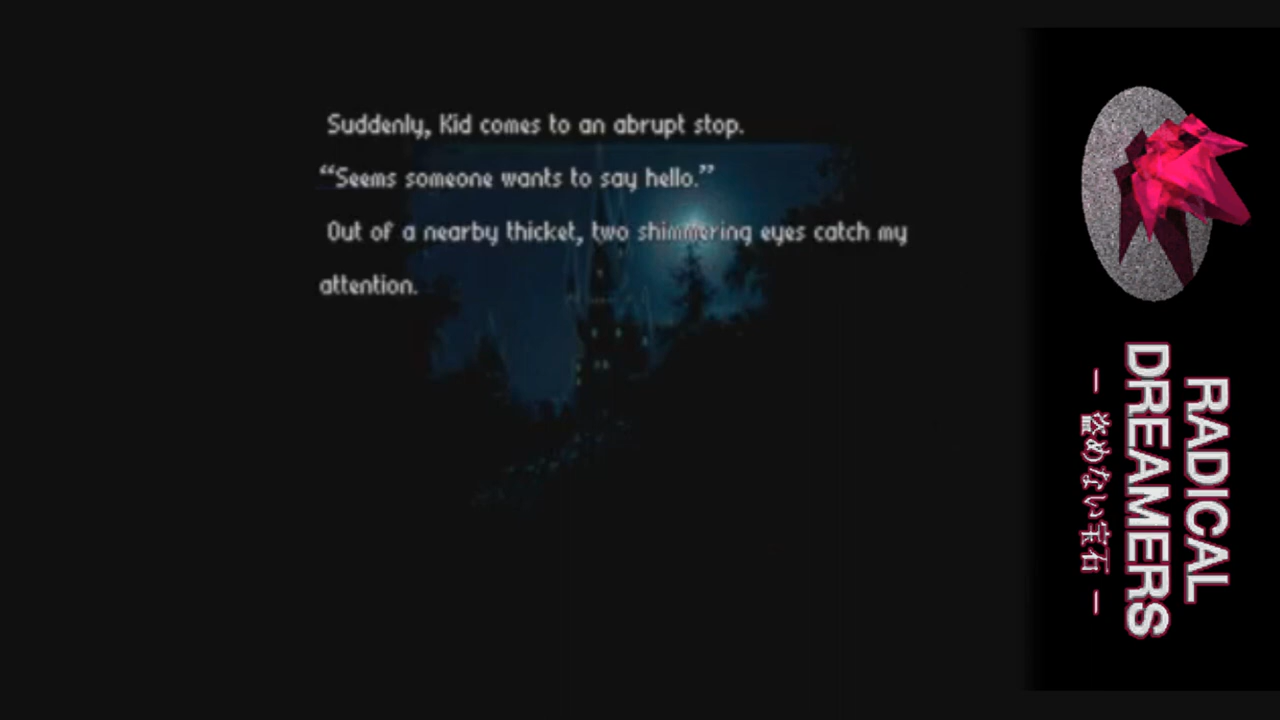 Suddenly, Kid comes to an abrupt stop.
“Seems someone wants to say hello.”
Out of a nearby thicket, two shimmering eyes catch my
attention.
RADICAL
DREAMERS
— 盗めない宝石 —